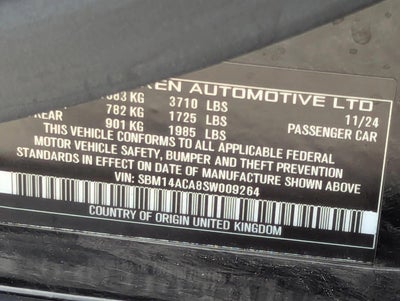 AUTOMOTIVE LTD
KG 3710 LBS 11/24
782 KG 1725 LBS PASSENGER CAR
REAR 901 KG 1985 LBS
THIS VEHICLE CONFORMS TO ALL APPLICABLE FEDERAL
MOTOR VEHICLE SAFETY, BUMPER AND THEFT PREVENTION
STANDARDS IN EFFECT ON DATE OF MANUFACTURE SHOWN ABOVE
VIN: SBM14ACA8SW009264
COUNTRY OF ORIGIN UNITED KINGDOM